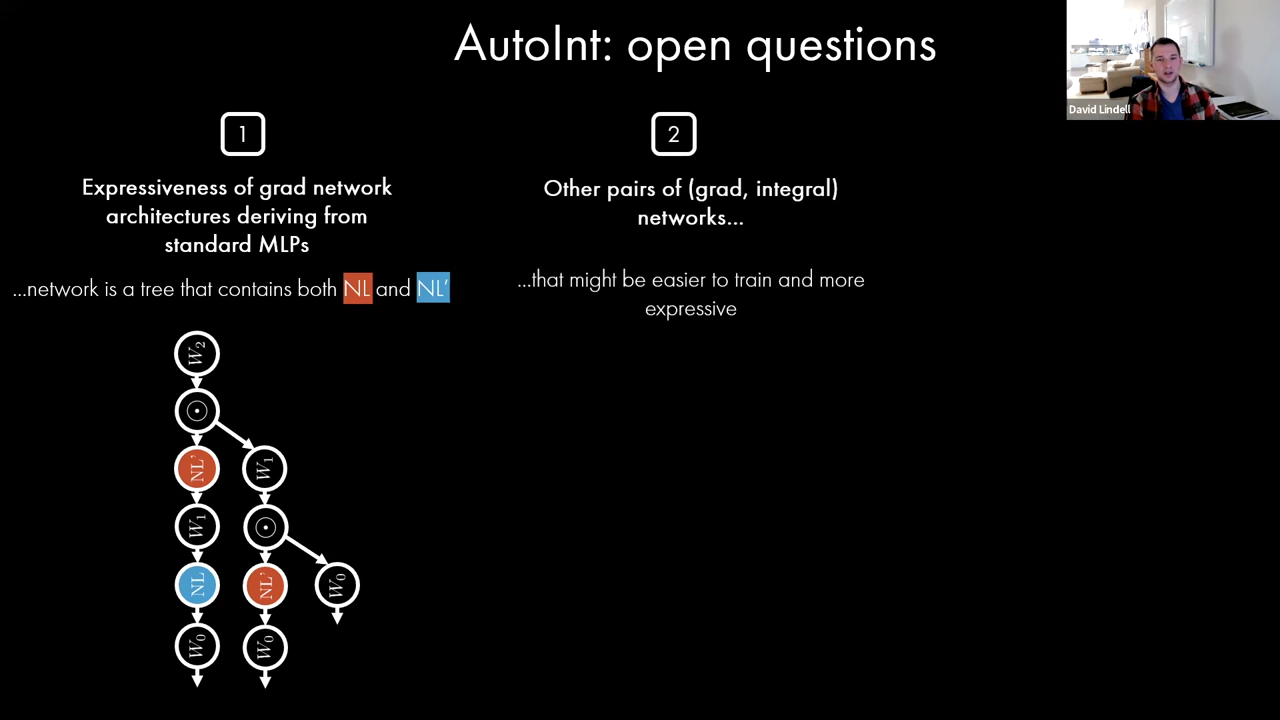 AutoInt: open questions
David Lindell
1
Expressiveness of grad network
architectures deriving from
standard MLPs
...network is a tree that contains both NL and NL'
2
Other pairs of (grad, integral)
networks...
...that might be easier to train and more
expressive
W₂
⊙
NL' W₁
W₁ ⊙
NL NL' W₀
W₀ W₀